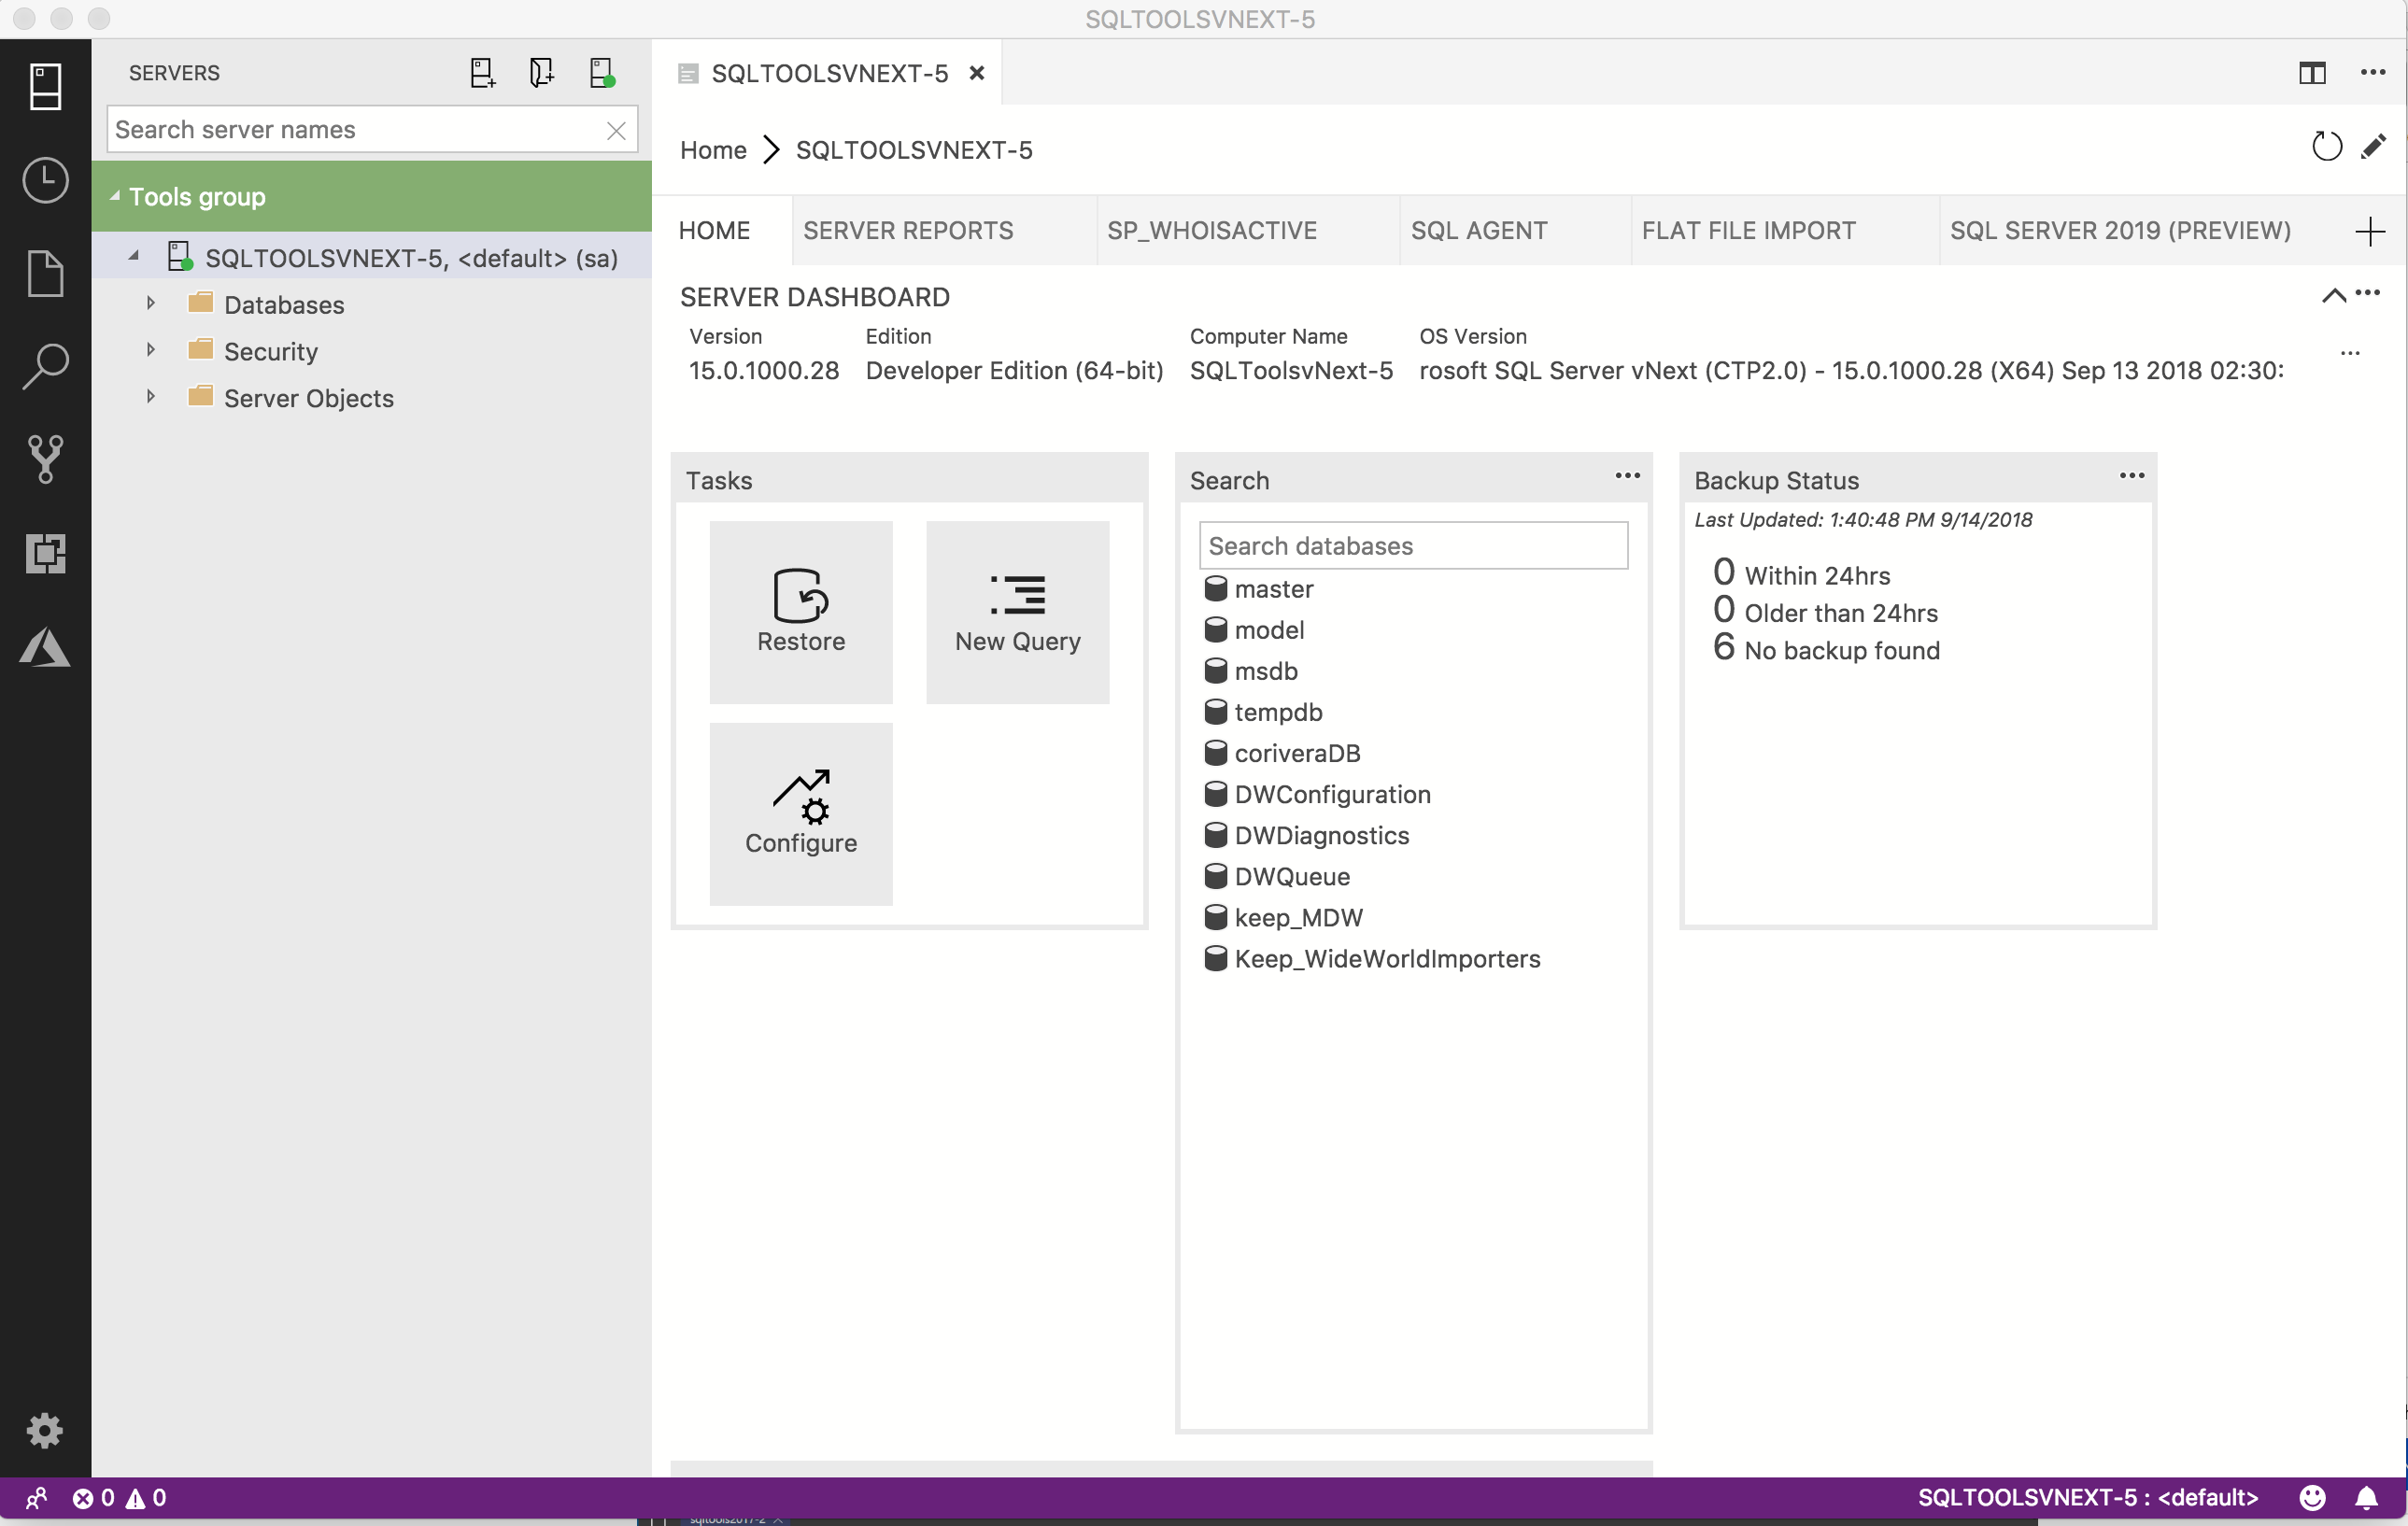 SQLTOOLSVNEXT-5
SERVERS
Search server names
Tools group
SQLTOOLSVNEXT-5, <default> (sa)
Databases
Security
Server Objects
SQLTOOLSVNEXT-5
Home SQLTOOLSVNEXT-5
HOME SERVER REPORTS SP_WHOISACTIVE SQL AGENT FLAT FILE IMPORT SQL SERVER 2019 (PREVIEW)
SERVER DASHBOARD
Version Edition Computer Name OS Version
15.0.1000.28 Developer Edition (64-bit) SQLToolsvNext-5 rosoft SQL Server vNext (CTP2.0) - 15.0.1000.28 (X64) Sep 13 2018 02:30:
Tasks
Restore
New Query
Configure
Search
Search databases
master
model
msdb
tempdb
coriveraDB
DWConfiguration
DWDiagnostics
DWQueue
keep_MDW
Keep_WideWorldImporters
Backup Status
Last Updated: 1:40:48 PM 9/14/2018
0 Within 24hrs
0 Older than 24hrs
6 No backup found
0 0
SQLTOOLSVNEXT-5 : <default>
sqltools2017-2